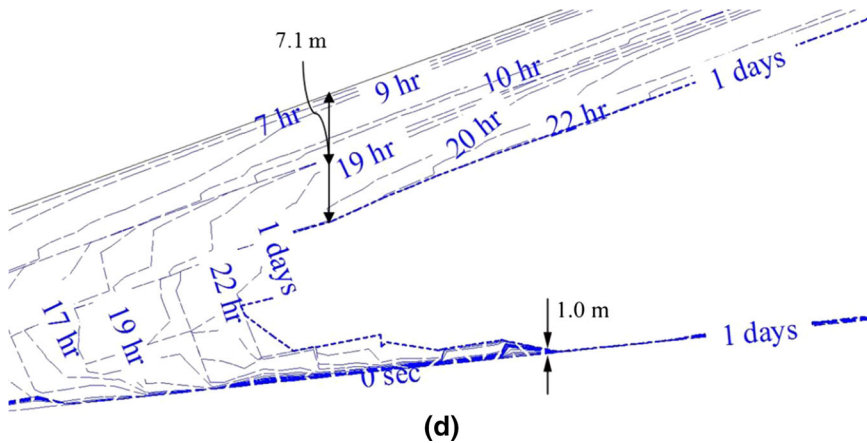 7.1 m
7 hr
9 hr
10 hr
1 days
19 hr
20 hr
22 hr
1 days
17 hr
19 hr
22 hr
1.0 m
1 days
0 sec
(d)